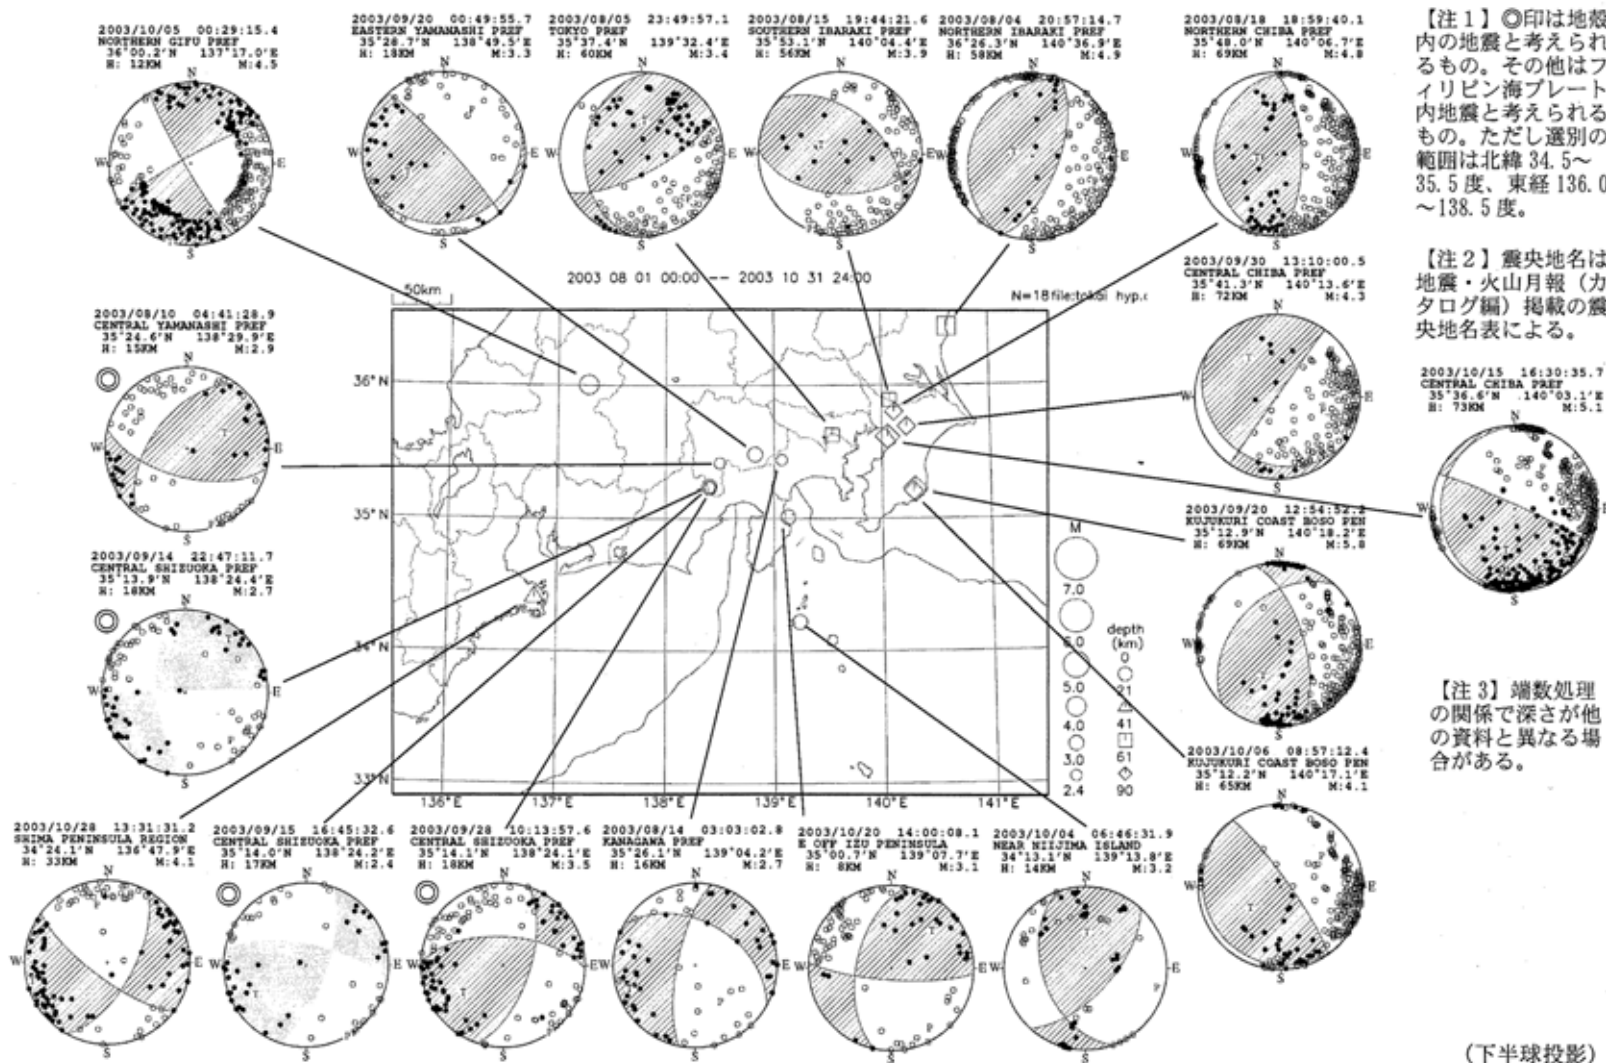 2003/10/05 00:29:15.4
NORTHERN GIFU PREF
36°00.2'N 137°17.0'E
H: 12KM M:4.5
N
W
E
S
2003/09/20 00:49:55.7
EASTERN YAMANASHI PREF
35°28.7'N 138°49.5'E
H: 18KM M:3.3
N
W
E
S
P
2003/08/05 23:49:57.1
TOKYO PREF
35°37.4'N 139°32.4'E
H: 60KM M:3.4
N
W
E
S
T
2003/08/15 19:44:21.6
SOUTHERN IBARAKI PREF
35°53.1'N 140°04.4'E
H: 56KM M:3.9
N
W
E
S
T
P
2003/08/04 20:57:14.7
NORTHERN IBARAKI PREF
36°26.3'N 140°36.9'E
H: 58KM M:4.9
N
W
E
S
T
P
2003/08/18 18:59:40.1
NORTHERN CHIBA PREF
35°48.0'N 140°06.7'E
H: 69KM M:4.8
N
W
E
S
T
P
【注1】◎印は地殻
内の地震と考えられ
るもの。その他はフ
ィリピン海プレート
内地震と考えられる
もの。ただし選別の
範囲は北緯34.5~
35.5度、東経136.0
~138.5度。
【注2】震央地名は
地震・火山月報（カ
タログ編）掲載の震
央地名表による。
2003/09/30 13:10:00.5
CENTRAL CHIBA PREF
35°41.3'N 140°13.6'E
H: 72KM M:4.3
N
W
E
S
T
2003/10/15 16:30:35.7
CENTRAL CHIBA PREF
35°36.6'N 140°03.1'E
H: 73KM M:5.1
N
W
E
S
T
2003/08/10 04:41:28.9
CENTRAL YAMANASHI PREF
35°24.6'N 138°29.9'E
H: 15KM M:2.9
N
W
E
S
T
P
2003/09/14 22:47:11.7
CENTRAL SHIZUOKA PREF
35°13.9'N 138°24.4'E
H: 18KM M:2.7
N
W
E
S
T
2003 08 01 00:00 -- 2003 10 31 24:00
50km
N=18file:tokai hyp.c
36°N
35°N
34°N
33°N
136°E
137°E
138°E
139°E
140°E
141°E
M
7.0
6.0
5.0
4.0
3.0
2.4
depth
(km)
0
21
41
61
90
2003/09/20 12:54:52.2
KUJUKURI COAST BOSO PEN
35°12.9'N 140°18.2'E
H: 69KM M:5.8
N
W
E
S
T
2003/10/06 08:57:12.4
KUJUKURI COAST BOSO PEN
35°12.2'N 140°17.1'E
H: 65KM M:4.1
N
W
E
S
T
P
【注3】端数処理
の関係で深さが他
の資料と異なる場
合がある。
2003/10/28 13:31:31.2
SHIMA PENINSULA REGION
34°24.1'N 136°47.9'E
H: 33KM M:4.1
N
W
E
S
P
2003/09/15 16:45:32.6
CENTRAL SHIZUOKA PREF
35°14.0'N 138°24.2'E
H: 17KM M:2.4
N
W
E
S
T
2003/09/28 10:13:57.6
CENTRAL SHIZUOKA PREF
35°14.1'N 138°24.1'E
H: 18KM M:3.5
N
W
E
S
T
P
2003/08/14 03:03:02.8
KANAGAWA PREF
35°26.1'N 139°04.2'E
H: 16KM M:2.7
N
W
E
S
P
2003/10/20 14:00:08.1
E OFF IZU PENINSULA
35°00.7'N 139°07.7'E
H: 8KM M:3.1
N
W
E
S
T
P
2003/10/04 06:46:31.9
NEAR NIIJIMA ISLAND
34°13.1'N 139°13.8'E
H: 14KM M:3.2
N
W
E
S
T
P
（下半球投影）